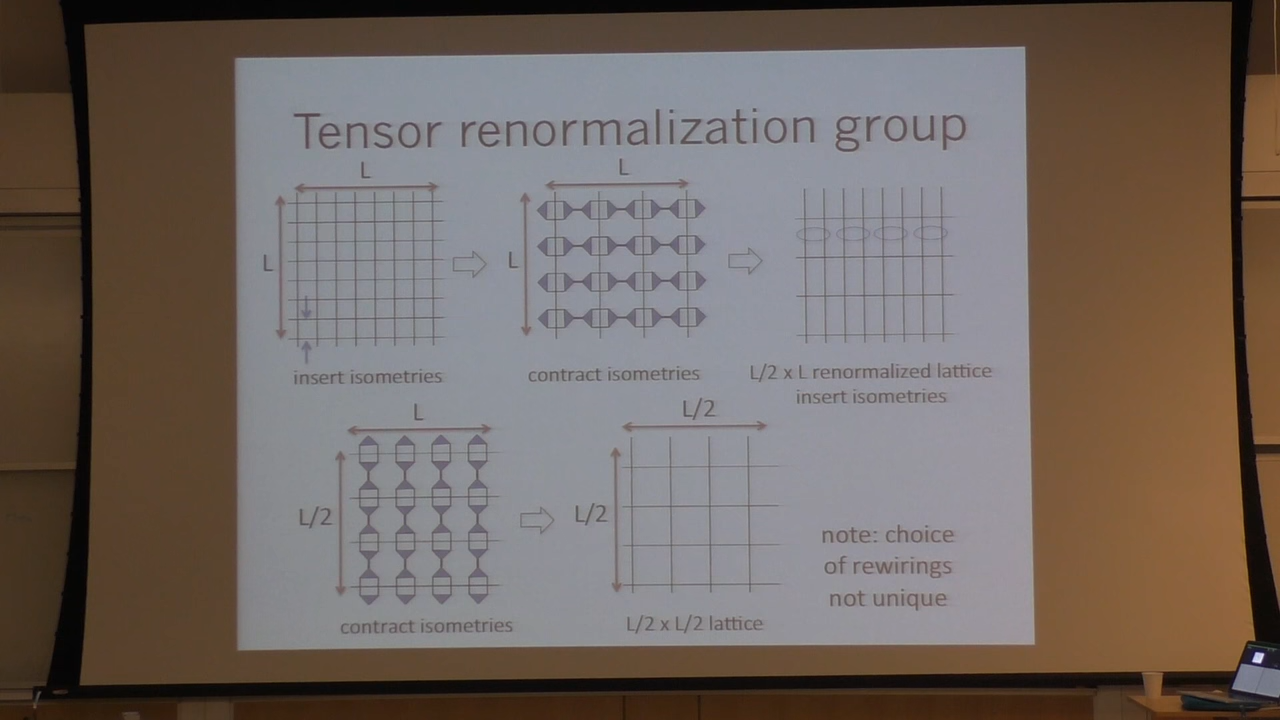 Tensor renormalization group
L
L
L
L
insert isometries
contract isometries
L/2 x L renormalized lattice
insert isometries
L
L/2
L/2
L/2
contract isometries
L/2 x L/2 lattice
note: choice
of rewirings
not unique